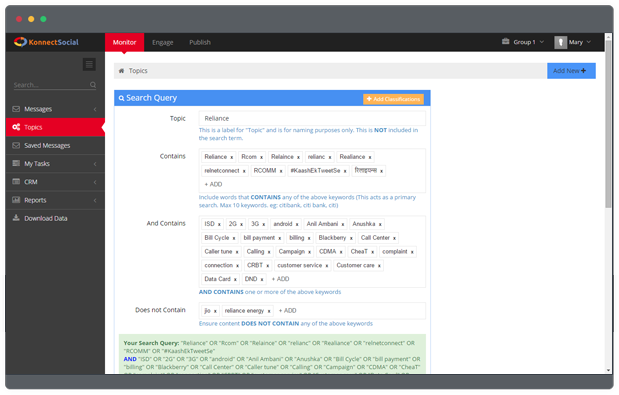 KonnectSocial
Monitor
Engage
Publish
Group 1
Mary
Search...
Messages
Topics
Saved Messages
My Tasks
CRM
Reports
Download Data
Topics
Add New +
Search Query
+ Add Classifications
Topic
Reliance
This is a label for "Topic" and is for naming purposes only. This is NOT included in
the search term.
Contains
Reliance x Rcom x Relaince x relianc x Realiance x
relnetconnect x RCOMM x #KaashEkTweetSe x रिलाइन्स x
+ ADD
Include words that CONTAINS any of the above keywords (This acts as a primary
search. Max 10 keywords. eg: citibank, citi bank, citi)
And Contains
ISD x 2G x 3G x android x Anil Ambani x Anushka x
Bill Cycle x bill payment x billing x Blackberry x Call Center x
Caller tune x Calling x Campaign x CDMA x CheaT x complaint x
connection x CRBT x customer service x Customer care x
Data Card x DND x + ADD
AND CONTAINS one or more of the above keywords
Does not Contain
jio x reliance energy x + ADD
Ensure content DOES NOT CONTAIN any of the above keywords
Your Search Query: "Reliance" OR "Rcom" OR "Relaince" OR "relianc" OR "Realiance" OR "relnetconnect" OR
"RCOMM" OR "#KaashEkTweetSe"
AND "ISD" OR "2G" OR "3G" OR "android" OR "Anil Ambani" OR "Anushka" OR "Bill Cycle" OR "bill payment" OR
"billing" OR "Blackberry" OR "Call Center" OR "Caller tune" OR "Calling" OR "Campaign" OR "CDMA" OR "CheaT"